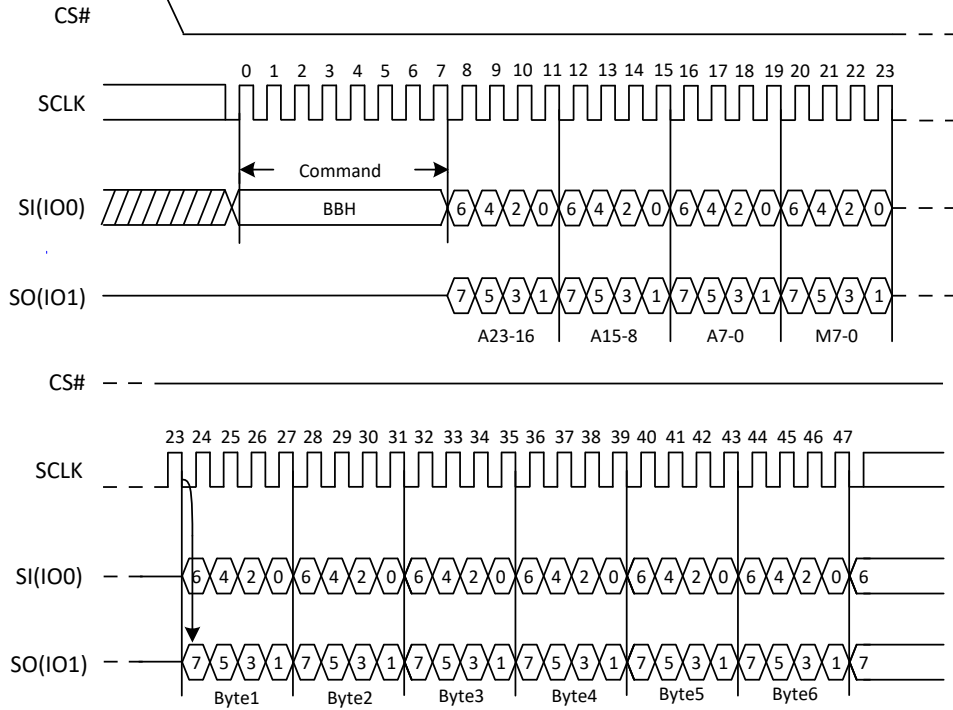 CS#
0 1 2 3 4 5 6 7 8 9 10 11 12 13 14 15 16 17 18 19 20 21 22 23
SCLK
Command
SI(IO0) BBH 6 4 2 0 6 4 2 0 6 4 2 0 6 4 2 0
SO(IO1) 7 5 3 1 7 5 3 1 7 5 3 1 7 5 3 1
A23-16 A15-8 A7-0 M7-0
CS#
23 24 25 26 27 28 29 30 31 32 33 34 35 36 37 38 39 40 41 42 43 44 45 46 47
SCLK
SI(IO0) 6 4 2 0 6 4 2 0 6 4 2 0 6 4 2 0 6 4 2 0 6 4 2 0 6
SO(IO1) 7 5 3 1 7 5 3 1 7 5 3 1 7 5 3 1 7 5 3 1 7 5 3 1 7
Byte1 Byte2 Byte3 Byte4 Byte5 Byte6